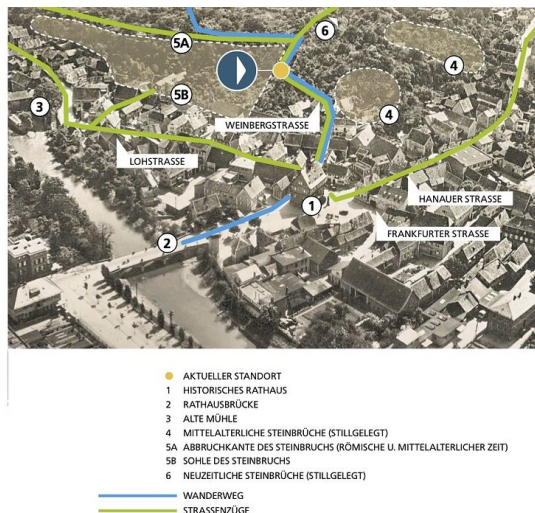 6
5A
4
5B
3
4
WEINBERGSTRASSE
LOHSTRASSE
HANAUER STRASSE
1
FRANKFURTER STRASSE
2
AKTUELLER STANDORT
1 HISTORISCHES RATHAUS
2 RATHAUSBRÜCKE
3 ALTE MÜHLE
4 MITTELALTERLICHE STEINBRÜCHE (STILLGELEGT)
5A ABBRUCHKANTE DES STEINBRUCHS (RÖMISCHE U. MITTELALTERLICHER ZEIT)
5B SOHLE DES STEINBRUCHS
6 NEUZEITLICHE STEINBRÜCHE (STILLGELEGT)
WANDERWEG
STRASSENZÜGE